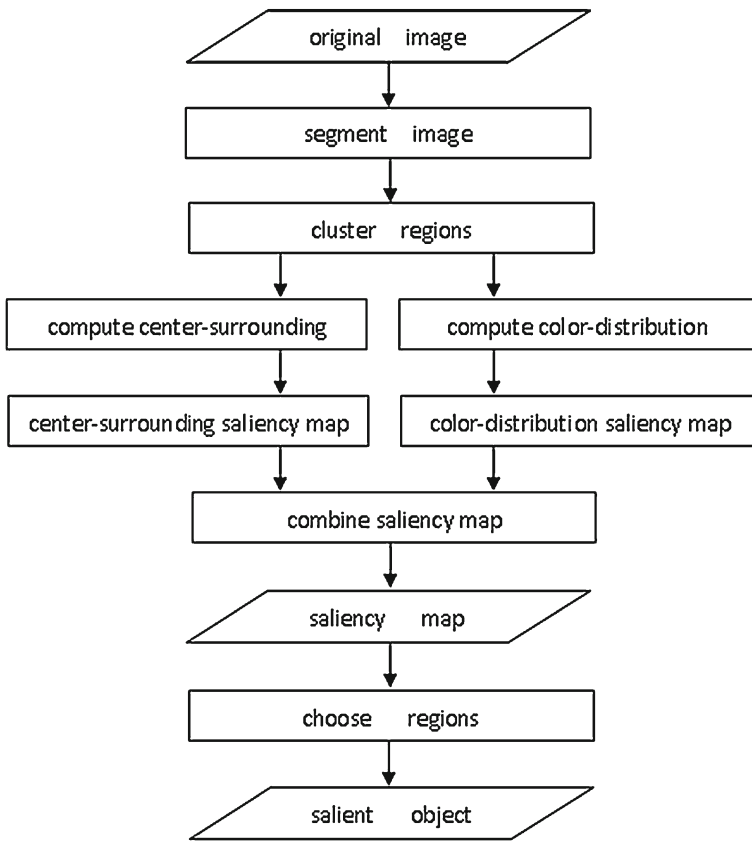 original image
segment image
cluster regions
compute center-surrounding
compute color-distribution
center-surrounding saliency map
color-distribution saliency map
combine saliency map
saliency map
choose regions
salient object